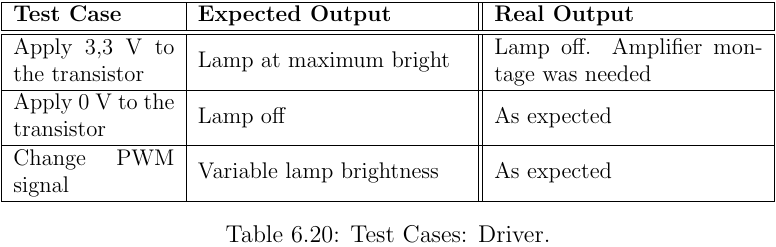 Test Case Expected Output Real Output
Apply 3,3 V to the transistor Lamp at maximum bright Lamp off. Amplifier mon-
tage was needed
Apply 0 V to the transistor Lamp off As expected
Change PWM signal Variable lamp brightness As expected
Table 6.20: Test Cases: Driver.